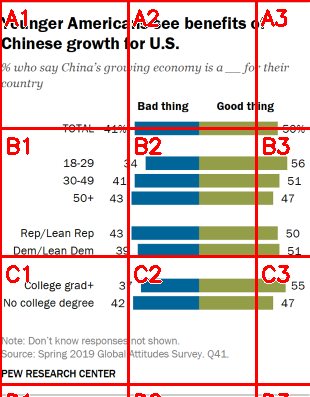 Younger Americans see benefits of
Chinese growth for U.S.
% who say China's growing economy is a __ for their
country
Bad thing Good thing
TOTAL 41% 50%
18-29 34 56
30-49 41 51
50+ 43 47
Rep/Lean Rep 43 50
Dem/Lean Dem 39 51
College grad+ 37 55
No college degree 42 47
Note: Don't know responses not shown.
Source: Spring 2019 Global Attitudes Survey. Q41.
PEW RESEARCH CENTER
A1 A2 A3
B1 B2 B3
C1 C2 C3